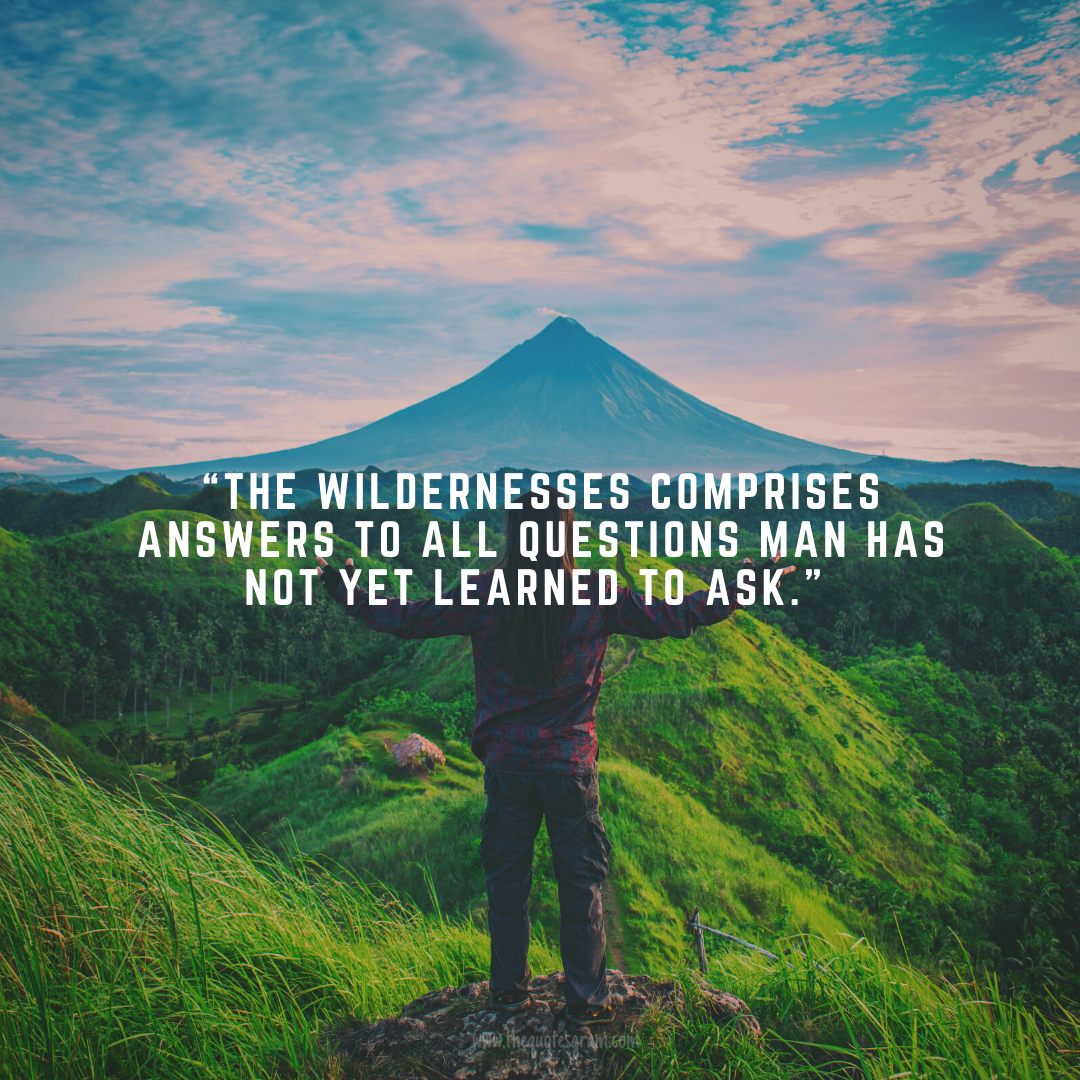 “THE WILDERNESSES COMPRISES
ANSWERS TO ALL QUESTIONS MAN HAS
NOT YET LEARNED TO ASK.”
www.thequotesgram.com